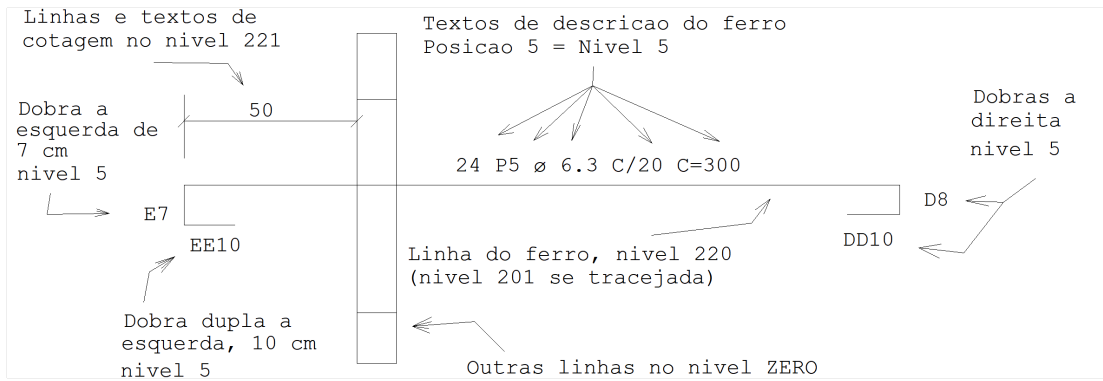 Linhas e textos de
cotagem no nivel 221
Textos de descricao do ferro
Posicao 5 = Nivel 5
50
Dobra a
esquerda de
7 cm
nivel 5
Dobras a
direita
nivel 5
24 P5 ø 6.3 C/20 C=300
E7
D8
EE10
DD10
Linha do ferro, nivel 220
(nivel 201 se tracejada)
Dobra dupla a
esquerda, 10 cm
nivel 5
Outras linhas no nivel ZERO